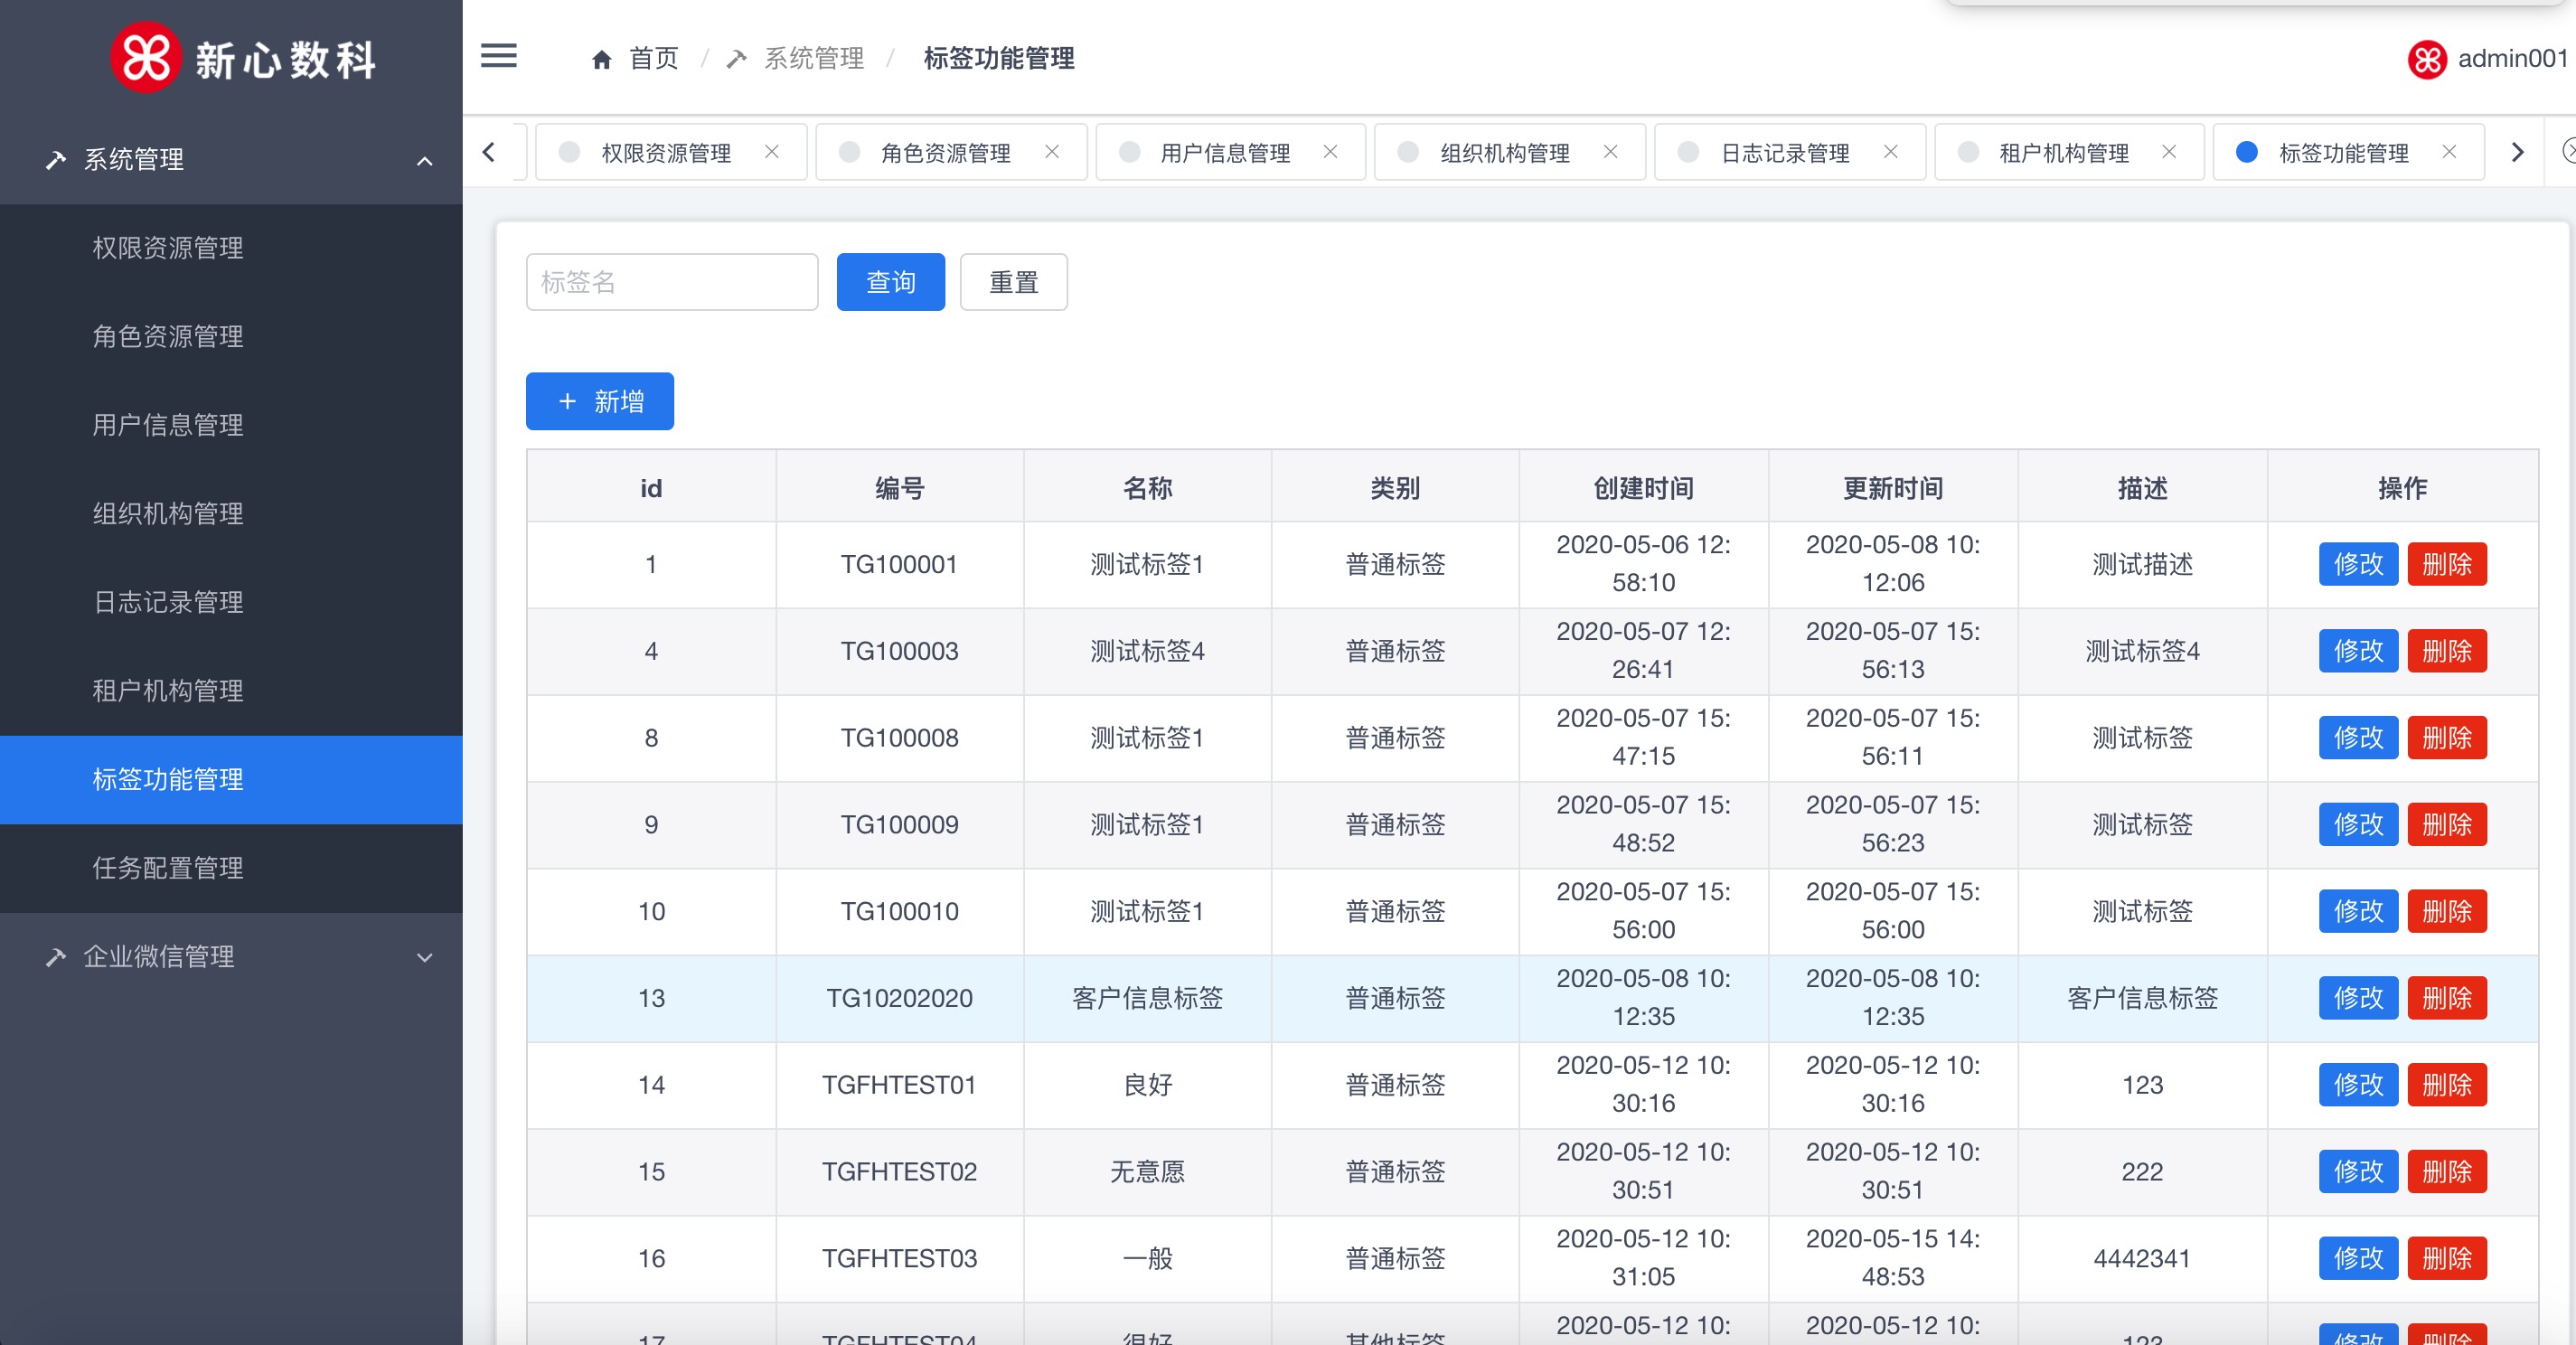 新心数科
系统管理
权限资源管理
角色资源管理
用户信息管理
组织机构管理
日志记录管理
租户机构管理
标签功能管理
任务配置管理
企业微信管理
首页 / 系统管理 / 标签功能管理
admin001
权限资源管理 角色资源管理 用户信息管理 组织机构管理 日志记录管理 租户机构管理 标签功能管理
标签名 查询 重置
+ 新增
id 编号 名称 类别 创建时间 更新时间 描述 操作
1 TG100001 测试标签1 普通标签 2020-05-06 12:58:10 2020-05-08 10:12:06 测试描述 修改 删除
4 TG100003 测试标签4 普通标签 2020-05-07 12:26:41 2020-05-07 15:56:13 测试标签4 修改 删除
8 TG100008 测试标签1 普通标签 2020-05-07 15:47:15 2020-05-07 15:56:11 测试标签 修改 删除
9 TG100009 测试标签1 普通标签 2020-05-07 15:48:52 2020-05-07 15:56:23 测试标签 修改 删除
10 TG100010 测试标签1 普通标签 2020-05-07 15:56:00 2020-05-07 15:56:00 测试标签 修改 删除
13 TG10202020 客户信息标签 普通标签 2020-05-08 10:12:35 2020-05-08 10:12:35 客户信息标签 修改 删除
14 TGFHTEST01 良好 普通标签 2020-05-12 10:30:16 2020-05-12 10:30:16 123 修改 删除
15 TGFHTEST02 无意愿 普通标签 2020-05-12 10:30:51 2020-05-12 10:30:51 222 修改 删除
16 TGFHTEST03 一般 普通标签 2020-05-12 10:31:05 2020-05-15 14:48:53 4442341 修改 删除
17 TGFHTEST04 很好 其他标签 2020-05-12 10: 2020-05-12 10: 123 修改 删除